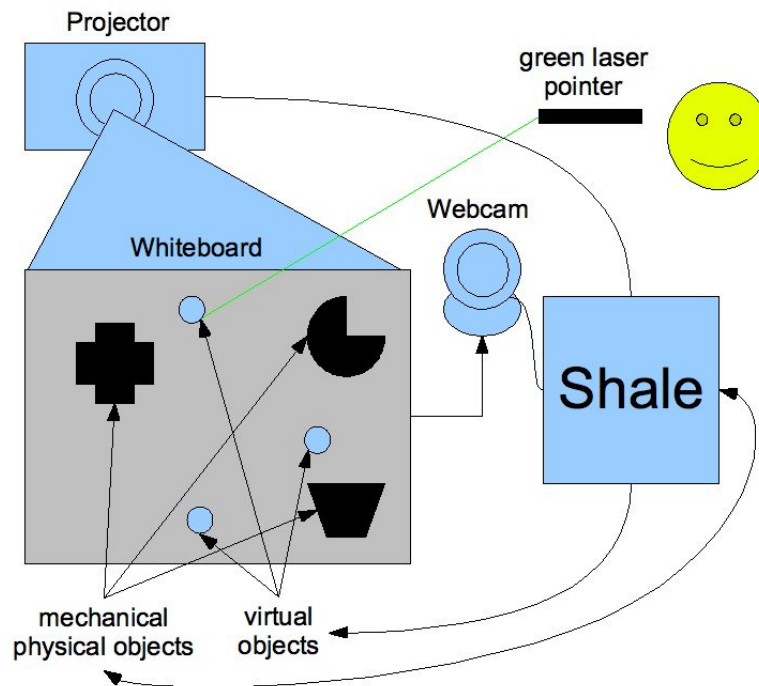 Projector
green laser
pointer
Webcam
Whiteboard
Shale
mechanical
physical objects
virtual
objects